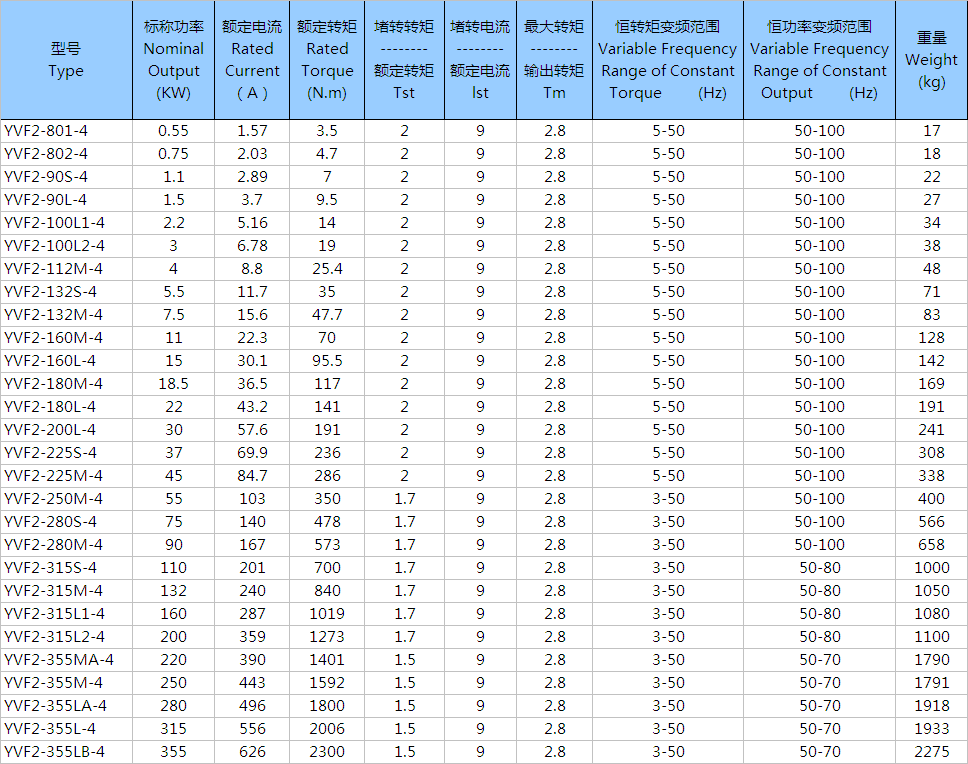 型号 Type 标称功率 Nominal Output (KW) 额定电流 Rated Current ( A ) 额定转矩 Rated Torque (N.m) 堵转转矩 -------- 额定转矩 Tst 堵转电流 -------- 额定电流 Ist 最大转矩 -------- 输出转矩 Tm 恒转矩变频范围 Variable Frequency Range of Constant Torque (Hz) 恒功率变频范围 Variable Frequency Range of Constant Output (Hz) 重量 Weight (kg)
YVF2-801-4 0.55 1.57 3.5 2 9 2.8 5-50 50-100 17
YVF2-802-4 0.75 2.03 4.7 2 9 2.8 5-50 50-100 18
YVF2-90S-4 1.1 2.89 7 2 9 2.8 5-50 50-100 22
YVF2-90L-4 1.5 3.7 9.5 2 9 2.8 5-50 50-100 27
YVF2-100L1-4 2.2 5.16 14 2 9 2.8 5-50 50-100 34
YVF2-100L2-4 3 6.78 19 2 9 2.8 5-50 50-100 38
YVF2-112M-4 4 8.8 25.4 2 9 2.8 5-50 50-100 48
YVF2-132S-4 5.5 11.7 35 2 9 2.8 5-50 50-100 71
YVF2-132M-4 7.5 15.6 47.7 2 9 2.8 5-50 50-100 83
YVF2-160M-4 11 22.3 70 2 9 2.8 5-50 50-100 128
YVF2-160L-4 15 30.1 95.5 2 9 2.8 5-50 50-100 142
YVF2-180M-4 18.5 36.5 117 2 9 2.8 5-50 50-100 169
YVF2-180L-4 22 43.2 141 2 9 2.8 5-50 50-100 191
YVF2-200L-4 30 57.6 191 2 9 2.8 5-50 50-100 241
YVF2-225S-4 37 69.9 236 2 9 2.8 5-50 50-100 308
YVF2-225M-4 45 84.7 286 2 9 2.8 5-50 50-100 338
YVF2-250M-4 55 103 350 1.7 9 2.8 3-50 50-100 400
YVF2-280S-4 75 140 478 1.7 9 2.8 3-50 50-100 566
YVF2-280M-4 90 167 573 1.7 9 2.8 3-50 50-100 658
YVF2-315S-4 110 201 700 1.7 9 2.8 3-50 50-80 1000
YVF2-315M-4 132 240 840 1.7 9 2.8 3-50 50-80 1050
YVF2-315L1-4 160 287 1019 1.7 9 2.8 3-50 50-80 1080
YVF2-315L2-4 200 359 1273 1.7 9 2.8 3-50 50-80 1100
YVF2-355MA-4 220 390 1401 1.5 9 2.8 3-50 50-70 1790
YVF2-355M-4 250 443 1592 1.5 9 2.8 3-50 50-70 1791
YVF2-355LA-4 280 496 1800 1.5 9 2.8 3-50 50-70 1918
YVF2-355L-4 315 556 2006 1.5 9 2.8 3-50 50-70 1933
YVF2-355LB-4 355 626 2300 1.5 9 2.8 3-50 50-70 2275